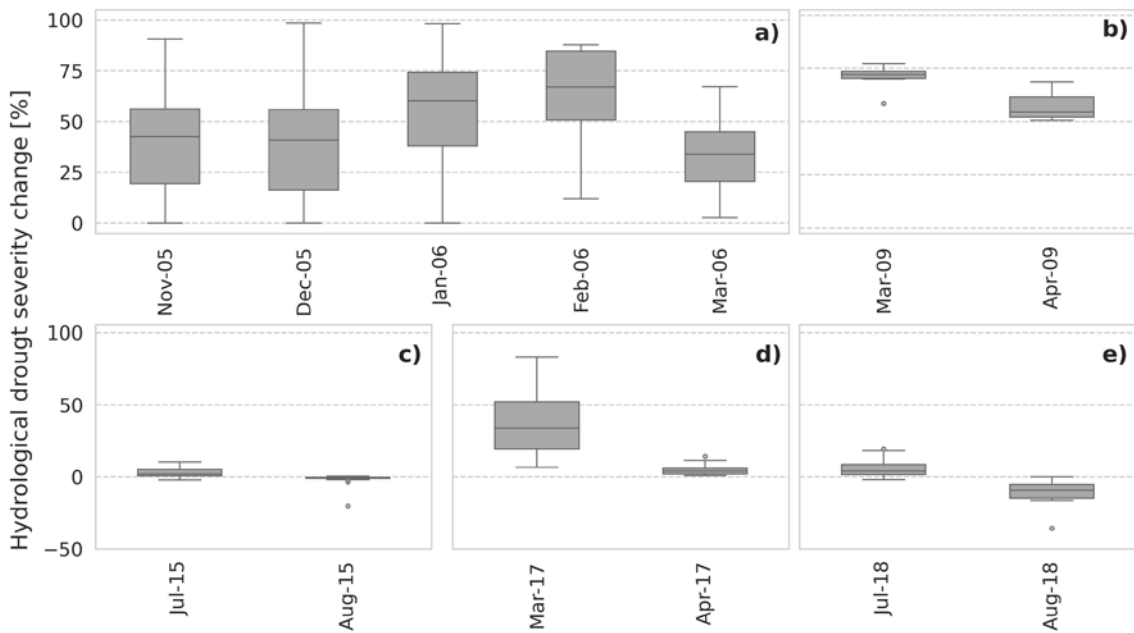 Hydrological drougt severity change [%]
100
75
50
25
0
a)
b)
Nov-05
Dec-05
Jan-06
Feb-06
Mar-06
Mar-09
Apr-09
100
50
0
−50
c)
d)
e)
Jul-15
Aug-15
Mar-17
Apr-17
Jul-18
Aug-18